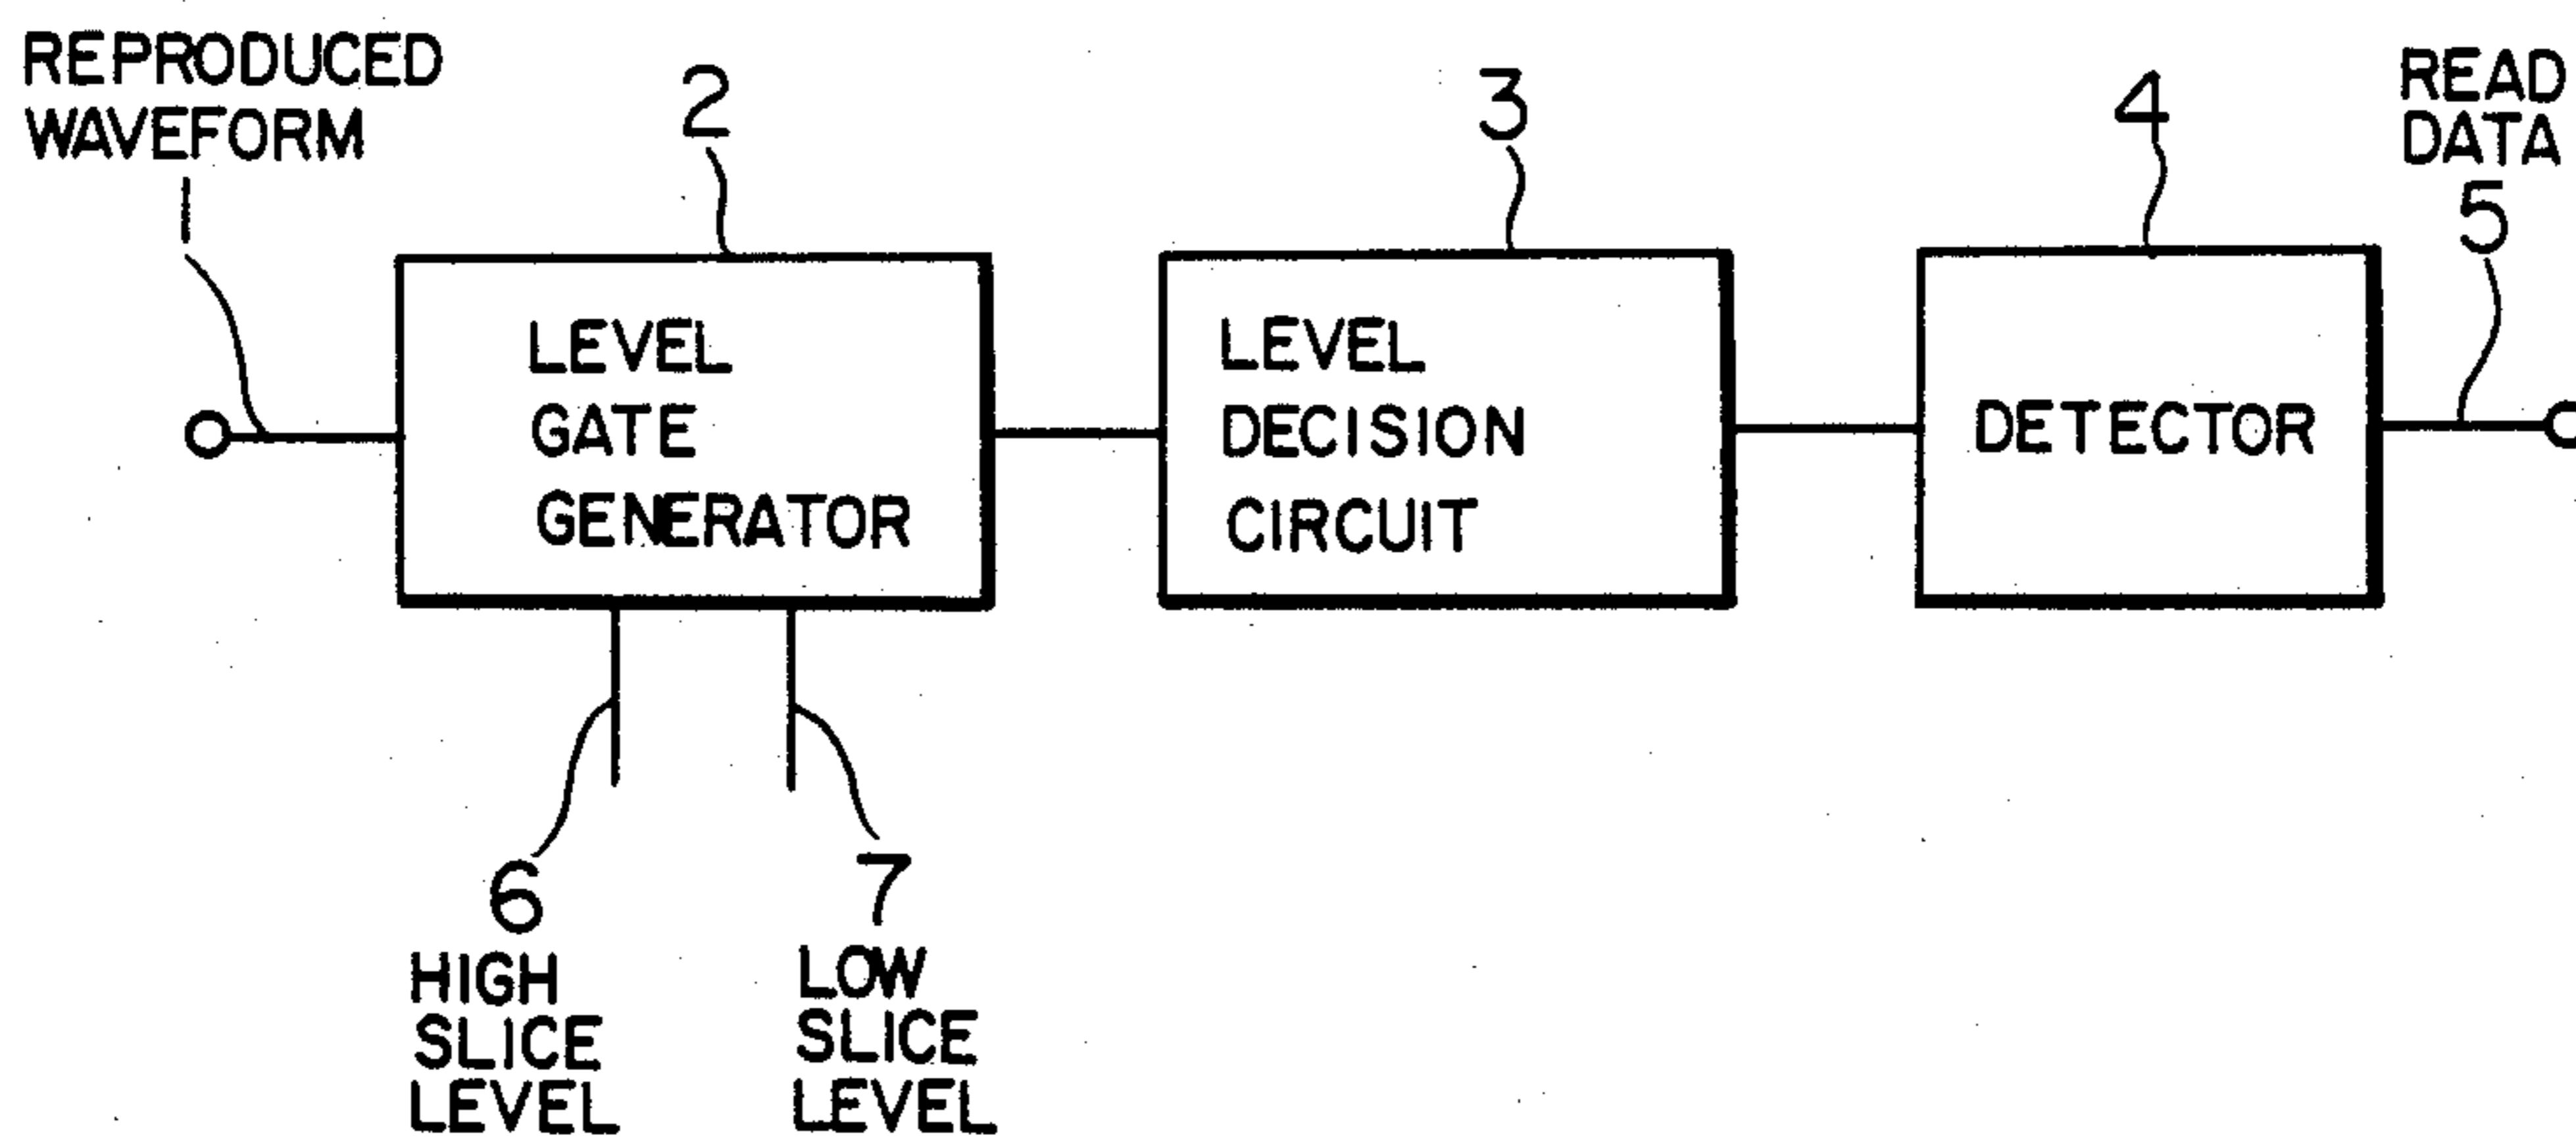 REPRODUCED
WAVEFORM
1
2
3
4
READ
DATA
5
LEVEL
GATE
GENERATOR
LEVEL
DECISION
CIRCUIT
DETECTOR
6
HIGH
SLICE
LEVEL
7
LOW
SLICE
LEVEL